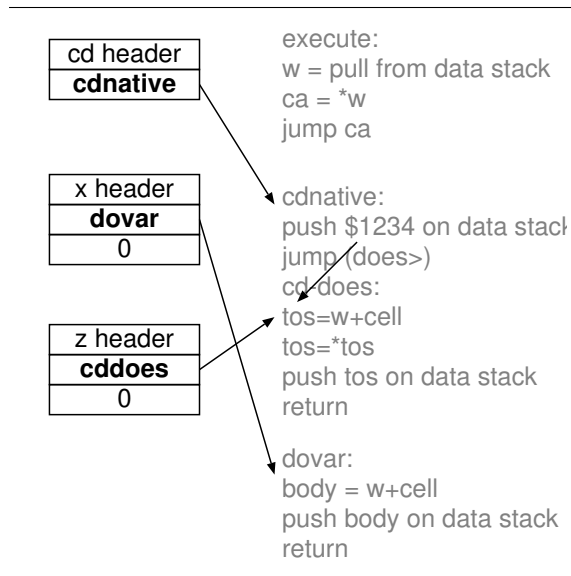 cd header
cdnative
x header
dovar
0
z header
cddoes
0
execute:
w = pull from data stack
ca = *w
jump ca
cdnative:
push $1234 on data stack
jump (does>)
cd-does:
tos=w+cell
tos=*tos
push tos on data stack
return
dovar:
body = w+cell
push body on data stack
return